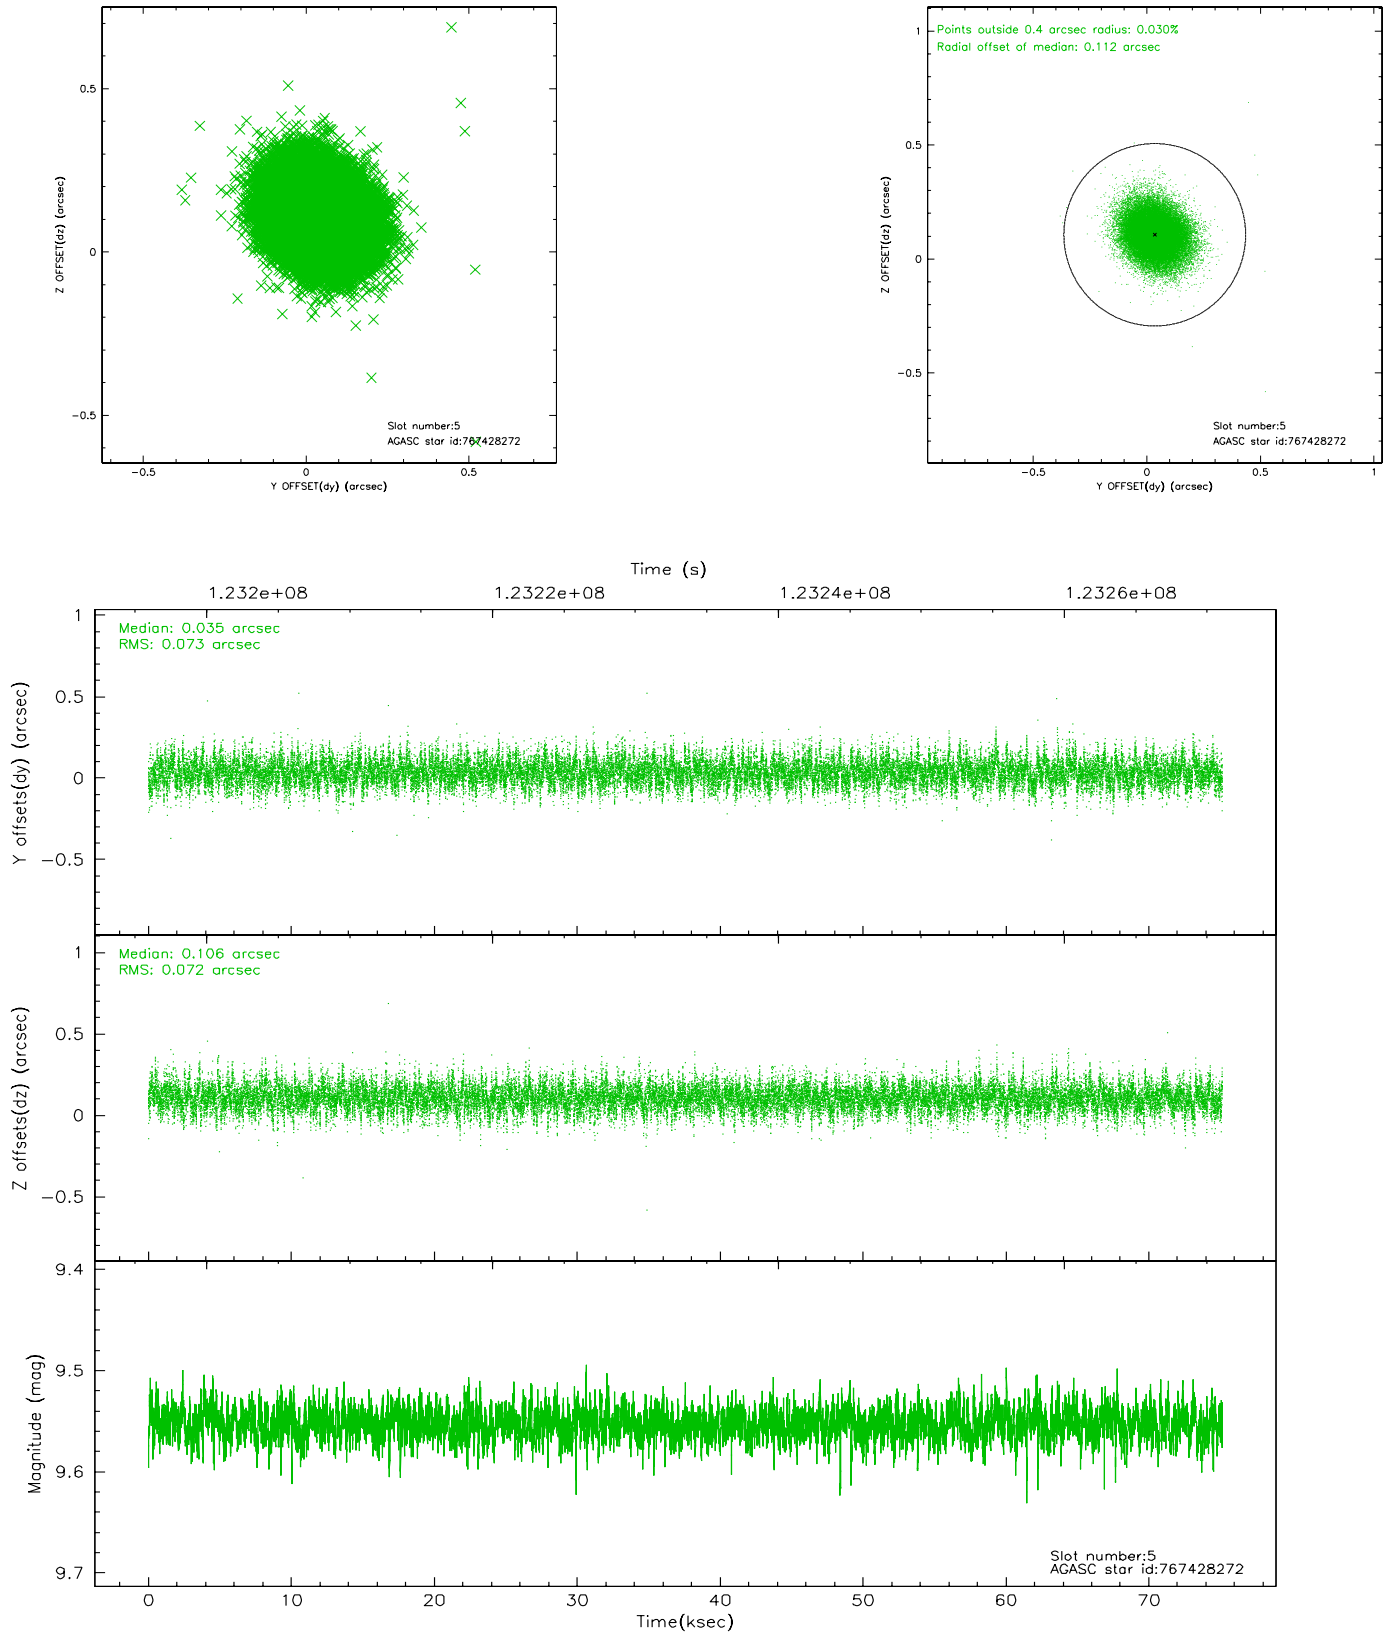 0.5
0
−0.5
Z OFFSET(dz) (arcsec)
Slot number:5
AGASC star id:767428272
−0.5
0
0.5
Y OFFSET(dy) (arcsec)
Points outside 0.4 arcsec radius: 0.030%
Radial offset of median: 0.112 arcsec
1
0.5
0
−0.5
Z OFFSET(dz) (arcsec)
Slot number:5
AGASC star id:767428272
−0.5
0
0.5
1
Y OFFSET(dy) (arcsec)
Time (s)
1.232e+08
1.2322e+08
1.2324e+08
1.2326e+08
Median: 0.035 arcsec
RMS: 0.073 arcsec
1
0.5
0
−0.5
Y offsets(dy) (arcsec)
Median: 0.106 arcsec
RMS: 0.072 arcsec
1
0.5
0
−0.5
Z offsets(dz) (arcsec)
9.4
9.5
9.6
9.7
Magnitude (mag)
Slot number:5
AGASC star id:767428272
0
10
20
30
40
50
60
70
Time(ksec)